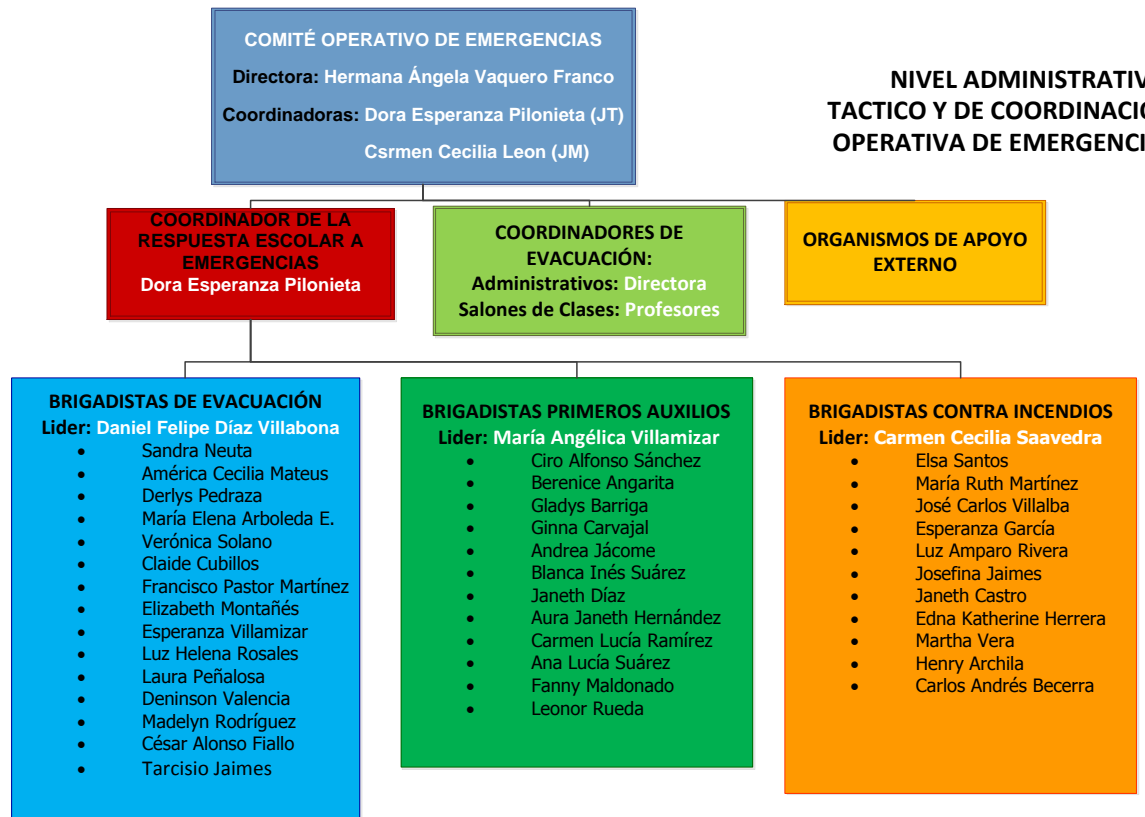 COMITÉ OPERATIVO DE EMERGENCIAS
Directora: Hermana Ángela Vaquero Franco
Coordinadoras: Dora Esperanza Pilonieta (JT)
Csrmen Cecilia Leon (JM)
NIVEL ADMINISTRATIV
TACTICO Y DE COORDINACI
OPERATIVA DE EMERGENCI
COORDINADOR DE LA
RESPUESTA ESCOLAR A
EMERGENCIAS
Dora Esperanza Pilonieta
COORDINADORES DE
EVACUACIÓN:
Administrativos: Directora
Salones de Clases: Profesores
ORGANISMOS DE APOYO
EXTERNO
BRIGADISTAS DE EVACUACIÓN
Lider: Daniel Felipe Díaz Villabona
• Sandra Neuta
• América Cecilia Mateus
• Derlys Pedraza
• María Elena Arboleda E.
• Verónica Solano
• Claide Cubillos
• Francisco Pastor Martínez
• Elizabeth Montañés
• Esperanza Villamizar
• Luz Helena Rosales
• Laura Peñalosa
• Deninson Valencia
• Madelyn Rodríguez
• César Alonso Fiallo
• Tarcisio Jaimes
BRIGADISTAS PRIMEROS AUXILIOS
Lider: María Angélica Villamizar
• Ciro Alfonso Sánchez
• Berenice Angarita
• Gladys Barriga
• Ginna Carvajal
• Andrea Jácome
• Blanca Inés Suárez
• Janeth Díaz
• Aura Janeth Hernández
• Carmen Lucía Ramírez
• Ana Lucía Suárez
• Fanny Maldonado
• Leonor Rueda
BRIGADISTAS CONTRA INCENDIOS
Lider: Carmen Cecilia Saavedra
• Elsa Santos
• María Ruth Martínez
• José Carlos Villalba
• Esperanza García
• Luz Amparo Rivera
• Josefina Jaimes
• Janeth Castro
• Edna Katherine Herrera
• Martha Vera
• Henry Archila
• Carlos Andrés Becerra